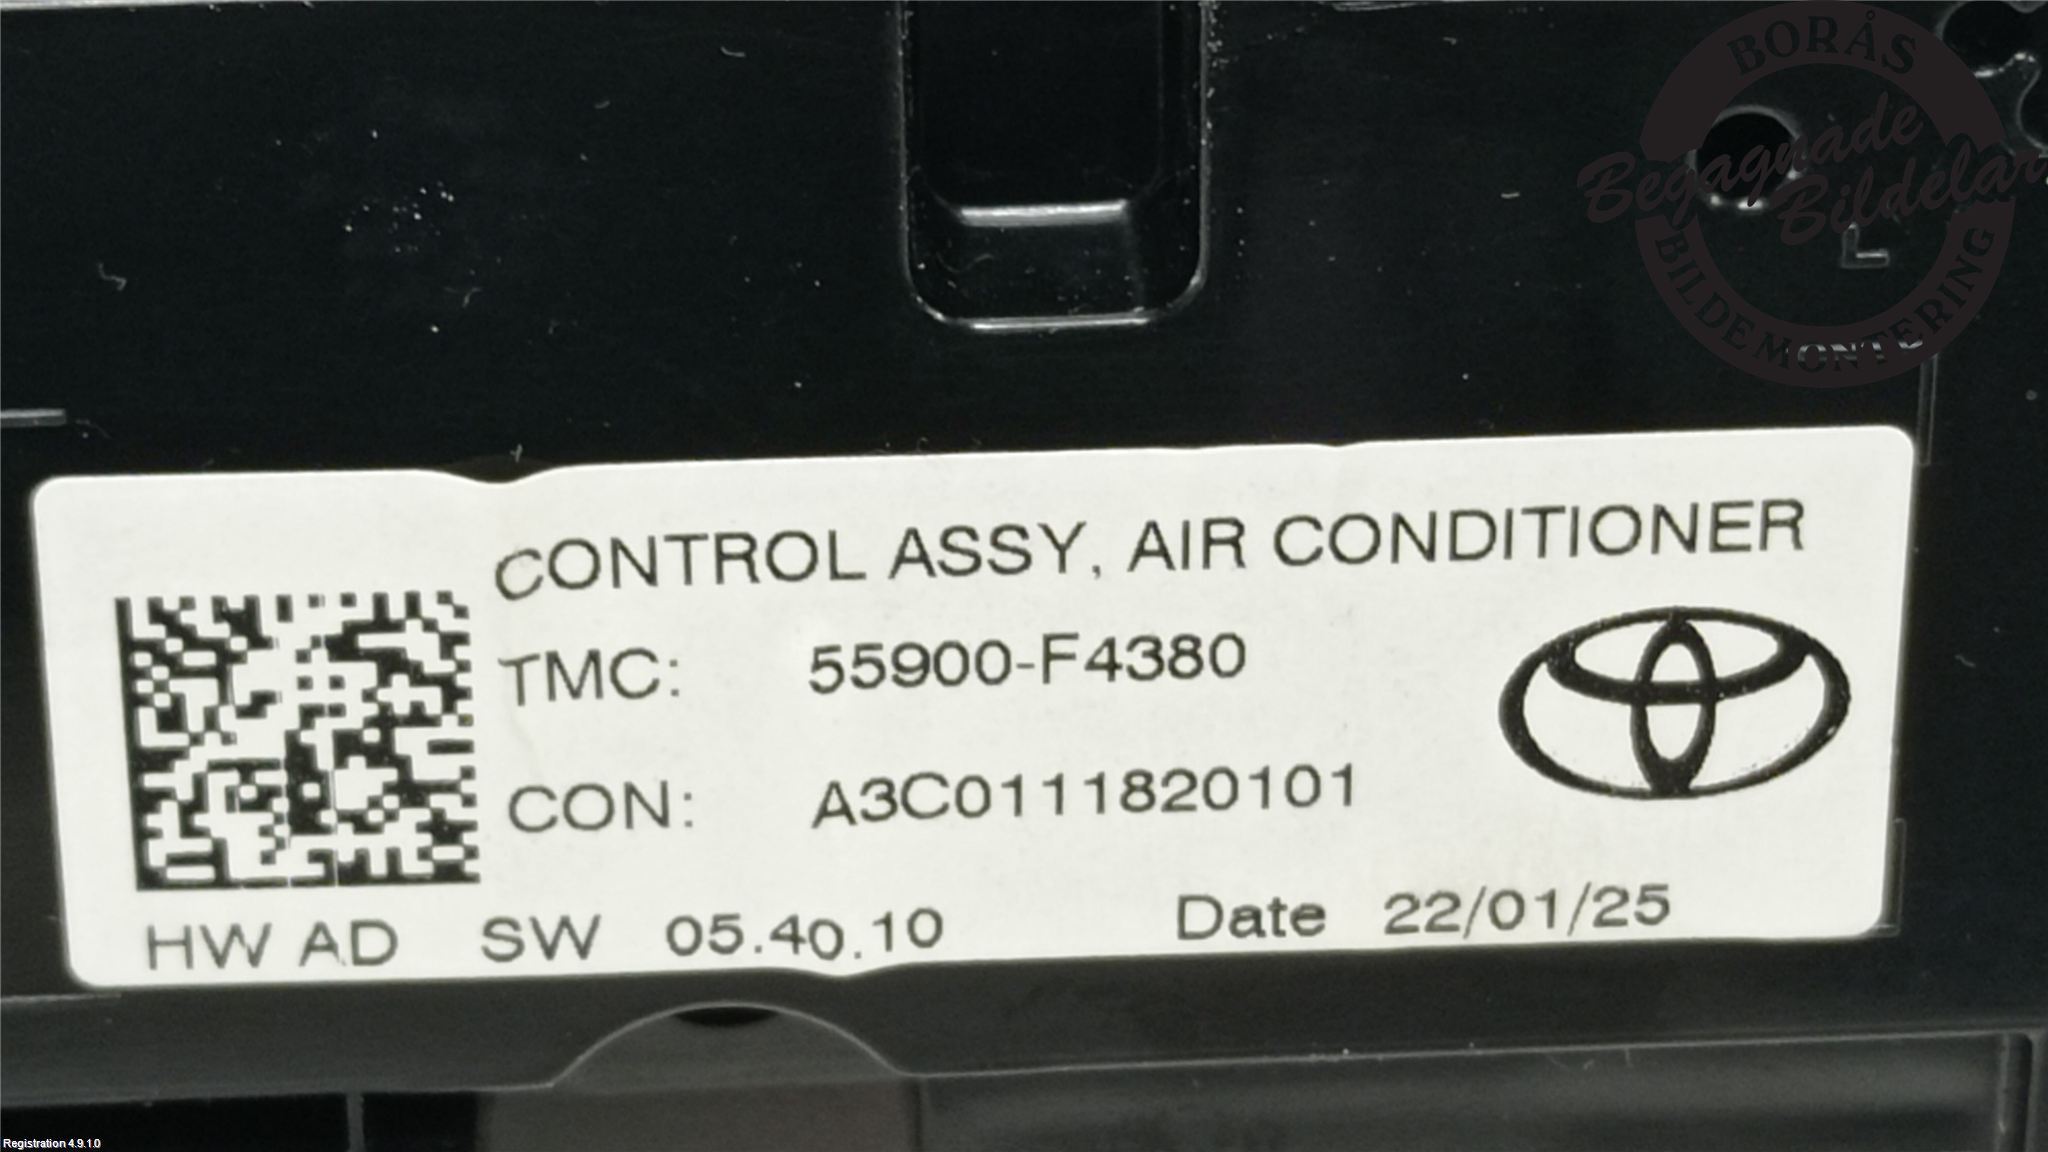 BORÅS
Begagnade
Bildelar
BILDEMONTERING
L
CONTROL ASSY, AIR CONDITIONER
TMC: 55900-F4380
CON: A3C0111820101
HW AD SW 05.40.10 Date 22/01/25
Registration 4.9.1.0